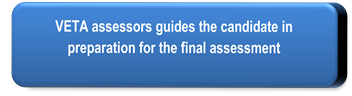 VETA assessors guides the candidate in
preparation for the final assessment